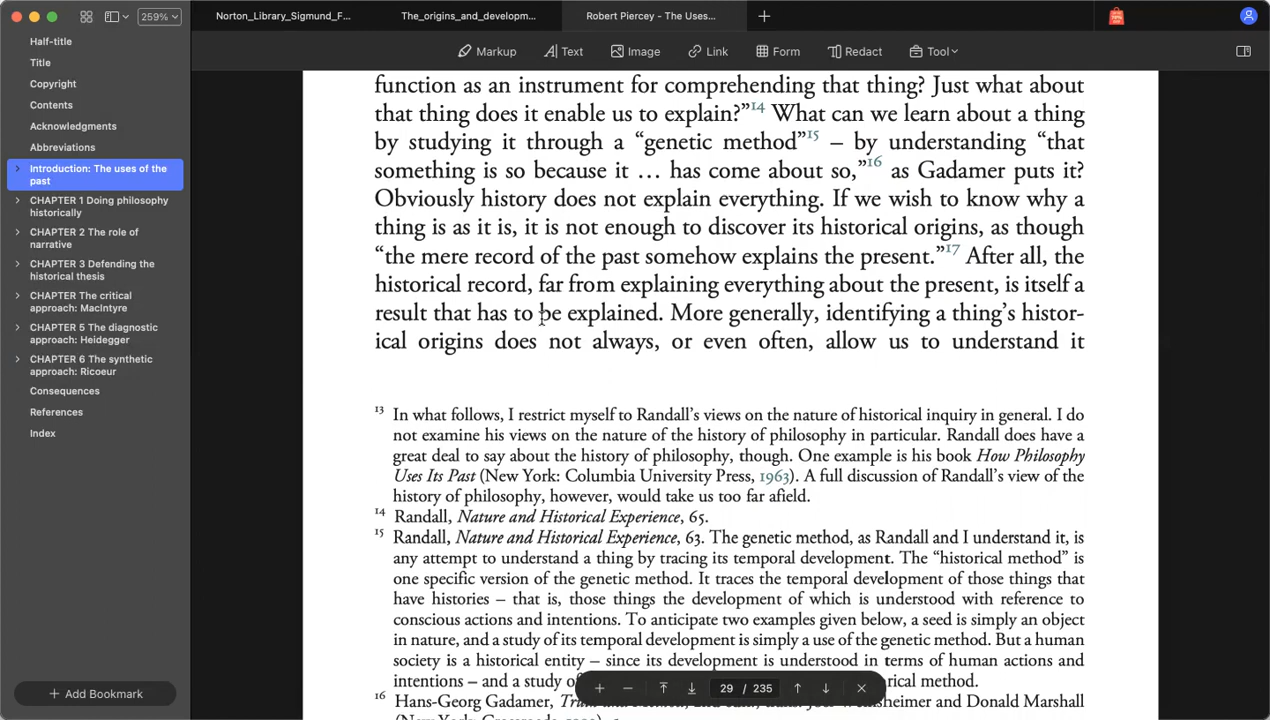 259%
Norton_Library_Sigmund_F...
The_origins_and_developm...
Robert Piercey - The Uses...
Markup
Text
Image
Link
Form
Redact
Tool
Half-title
Title
Copyright
Contents
Acknowledgments
Abbreviations
Introduction: The uses of the
past
CHAPTER 1 Doing philosophy
historically
CHAPTER 2 The role of
narrative
CHAPTER 3 Defending the
historical thesis
CHAPTER The critical
approach: MacIntyre
CHAPTER 5 The diagnostic
approach: Heidegger
CHAPTER 6 The synthetic
approach: Ricoeur
Consequences
References
Index
Add Bookmark
function as an instrument for comprehending that thing? Just what about
that thing does it enable us to explain?”14 What can we learn about a thing
by studying it through a “genetic method”15 – by understanding “that
something is so because it … has come about so,”16 as Gadamer puts it?
Obviously history does not explain everything. If we wish to know why a
thing is as it is, it is not enough to discover its historical origins, as though
“the mere record of the past somehow explains the present.”17 After all, the
historical record, far from explaining everything about the present, is itself a
result that has to be explained. More generally, identifying a thing’s histor-
ical origins does not always, or even often, allow us to understand it
13 In what follows, I restrict myself to Randall’s views on the nature of historical inquiry in general. I do
not examine his views on the nature of the history of philosophy in particular. Randall does have a
great deal to say about the history of philosophy, though. One example is his book How Philosophy
Uses Its Past (New York: Columbia University Press, 1963). A full discussion of Randall’s view of the
history of philosophy, however, would take us too far afield.
14 Randall, Nature and Historical Experience, 65.
15 Randall, Nature and Historical Experience, 63. The genetic method, as Randall and I understand it, is
any attempt to understand a thing by tracing its temporal development. The “historical method” is
one specific version of the genetic method. It traces the temporal development of those things that
have histories – that is, those things the development of which is understood with reference to
conscious actions and intentions. To anticipate two examples given below, a seed is simply an object
in nature, and a study of its temporal development is simply a use of the genetic method. But a human
society is a historical entity – since its development is understood in terms of human actions and
intentions – and a study of rical method.
16 Hans-Georg Gadamer, sheimer and Donald Marshall
29 / 235